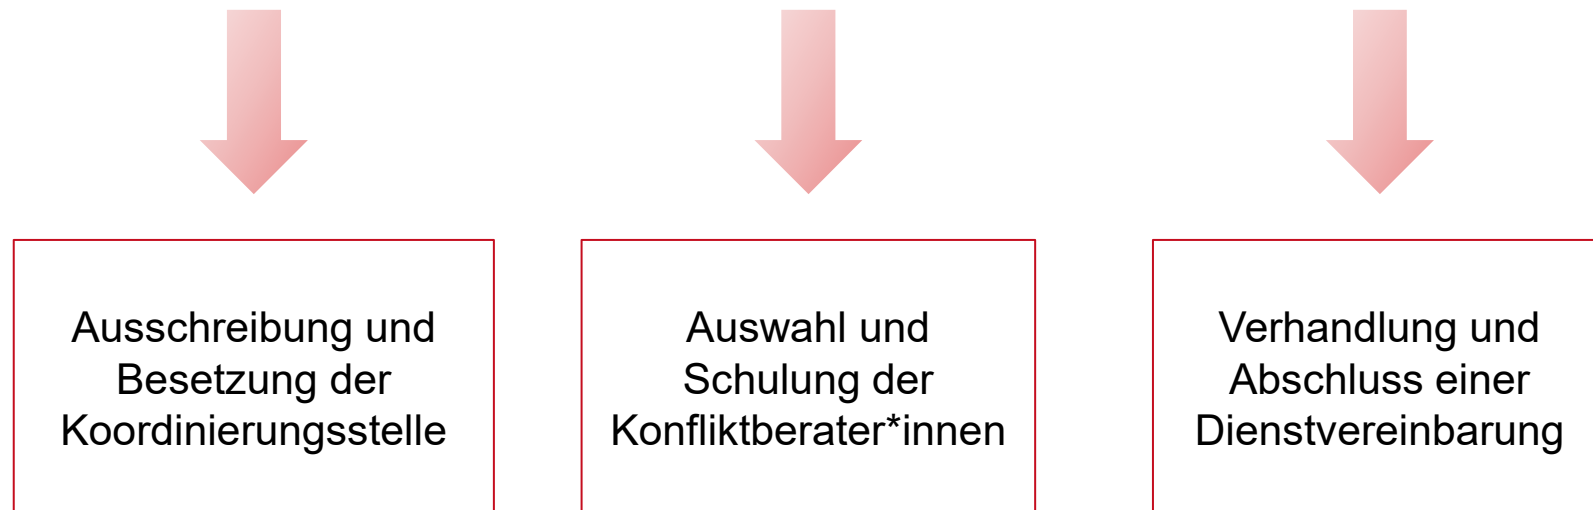 Ausschreibung und
Besetzung der
Koordinierungsstelle
Auswahl und
Schulung der
Konfliktberater*innen
Verhandlung und
Abschluss einer
Dienstvereinbarung